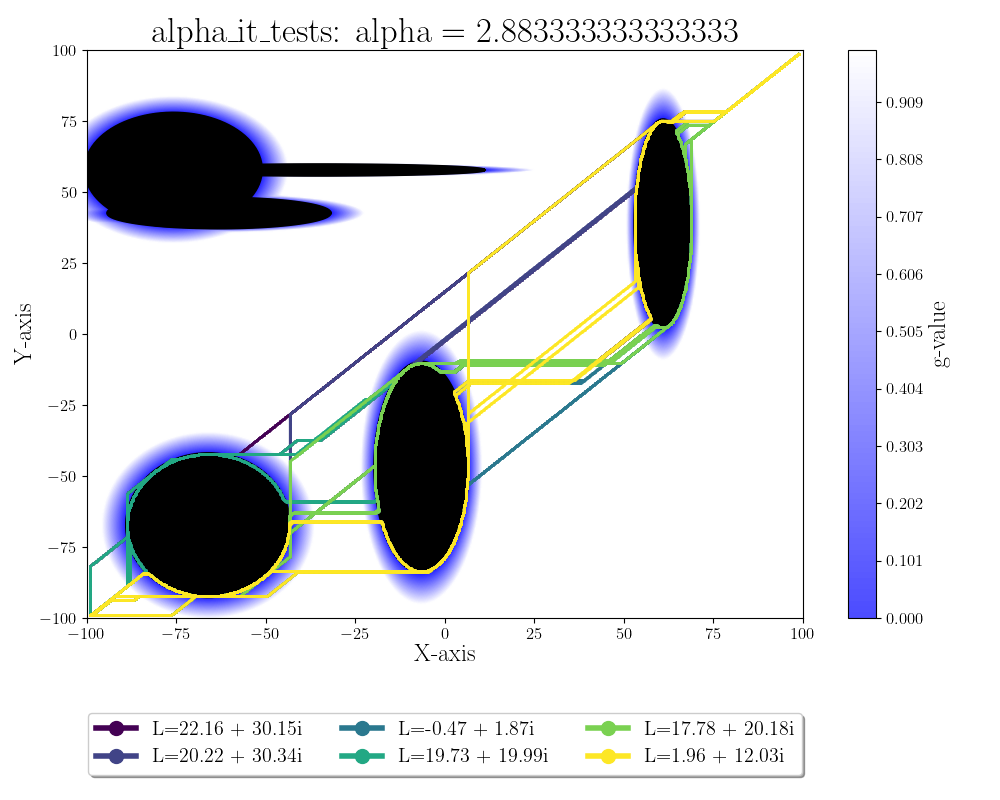 alpha_it_tests: alpha = 2.883333333333333
100
75
50
25
0
−25
−50
−75
−100
Y-axis
−100 −75 −50 −25 0 25 50 75 100
X-axis
0.909
0.808
0.707
0.606
0.505
0.404
0.303
0.202
0.101
0.000
g-value
L=22.16 + 30.15i L=-0.47 + 1.87i L=17.78 + 20.18i
L=20.22 + 30.34i L=19.73 + 19.99i L=1.96 + 12.03i